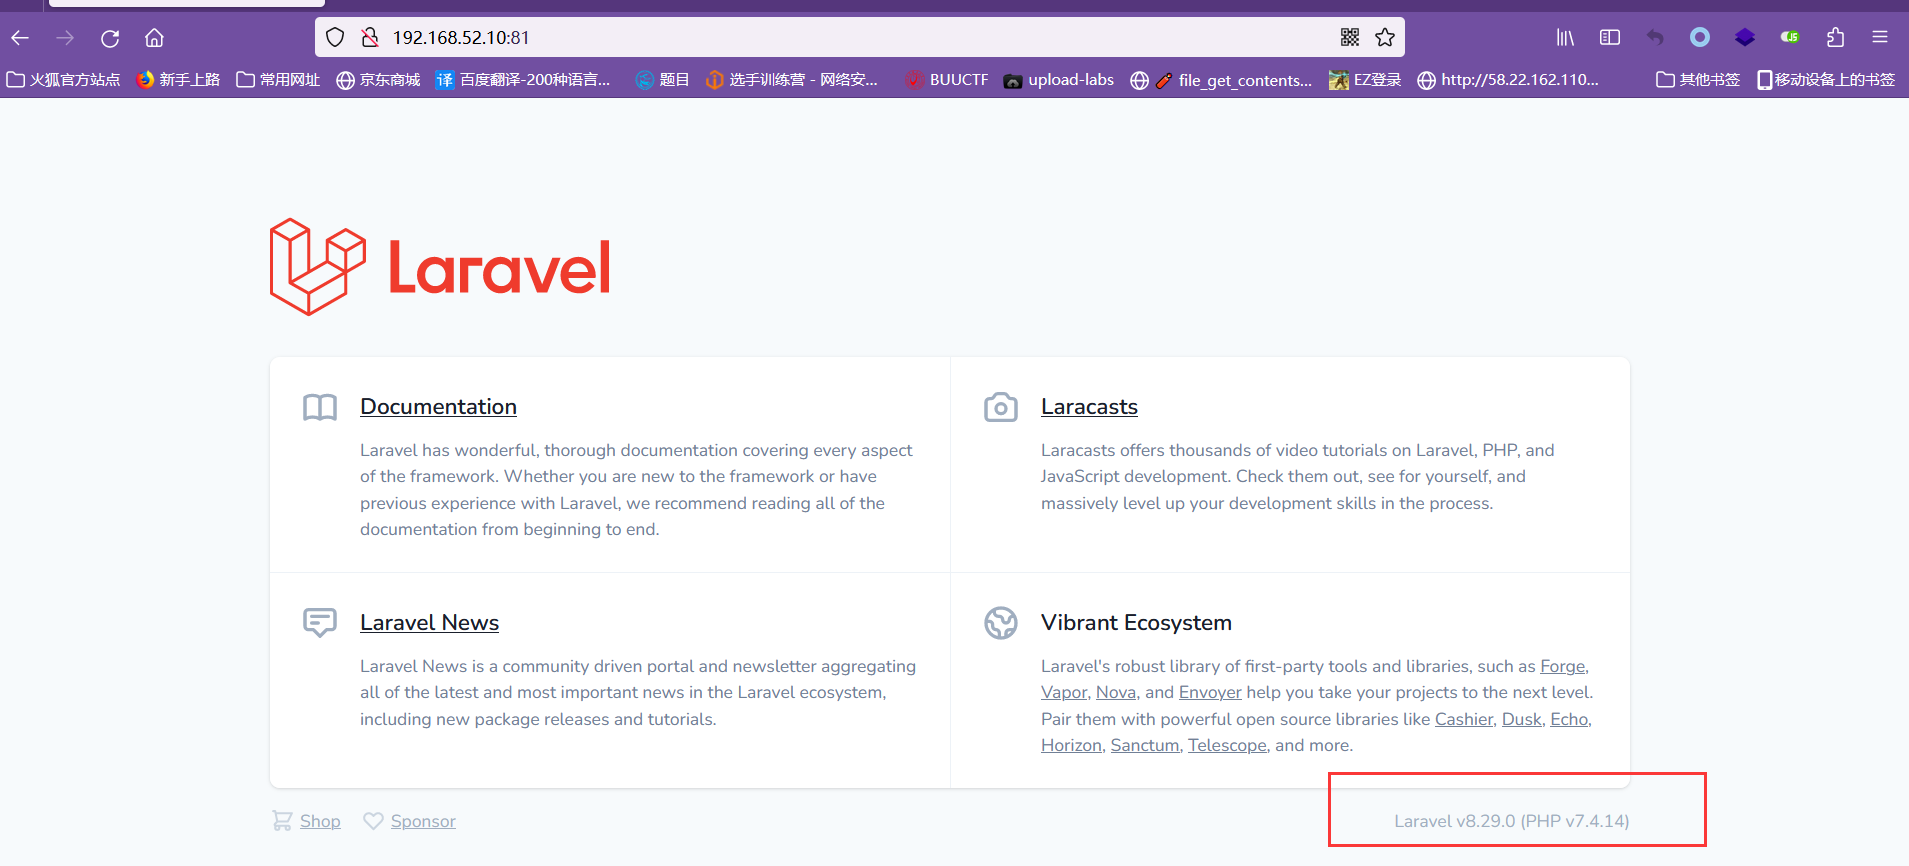 192.168.52.10:81
火狐官方站点 新手上路 常用网址 京东商城 译 百度翻译-200种语言... 题目 选手训练营 - 网络安... BUUCTF upload-labs file_get_contents... EZ登录 http://58.22.162.110... 其他书签 移动设备上的书签
Laravel
Documentation
Laravel has wonderful, thorough documentation covering every aspect
of the framework. Whether you are new to the framework or have
previous experience with Laravel, we recommend reading all of the
documentation from beginning to end.
Laracasts
Laracasts offers thousands of video tutorials on Laravel, PHP, and
JavaScript development. Check them out, see for yourself, and
massively level up your development skills in the process.
Laravel News
Laravel News is a community driven portal and newsletter aggregating
all of the latest and most important news in the Laravel ecosystem,
including new package releases and tutorials.
Vibrant Ecosystem
Laravel's robust library of first-party tools and libraries, such as Forge,
Vapor, Nova, and Envoyer help you take your projects to the next level.
Pair them with powerful open source libraries like Cashier, Dusk, Echo,
Horizon, Sanctum, Telescope, and more.
Shop Sponsor
Laravel v8.29.0 (PHP v7.4.14)